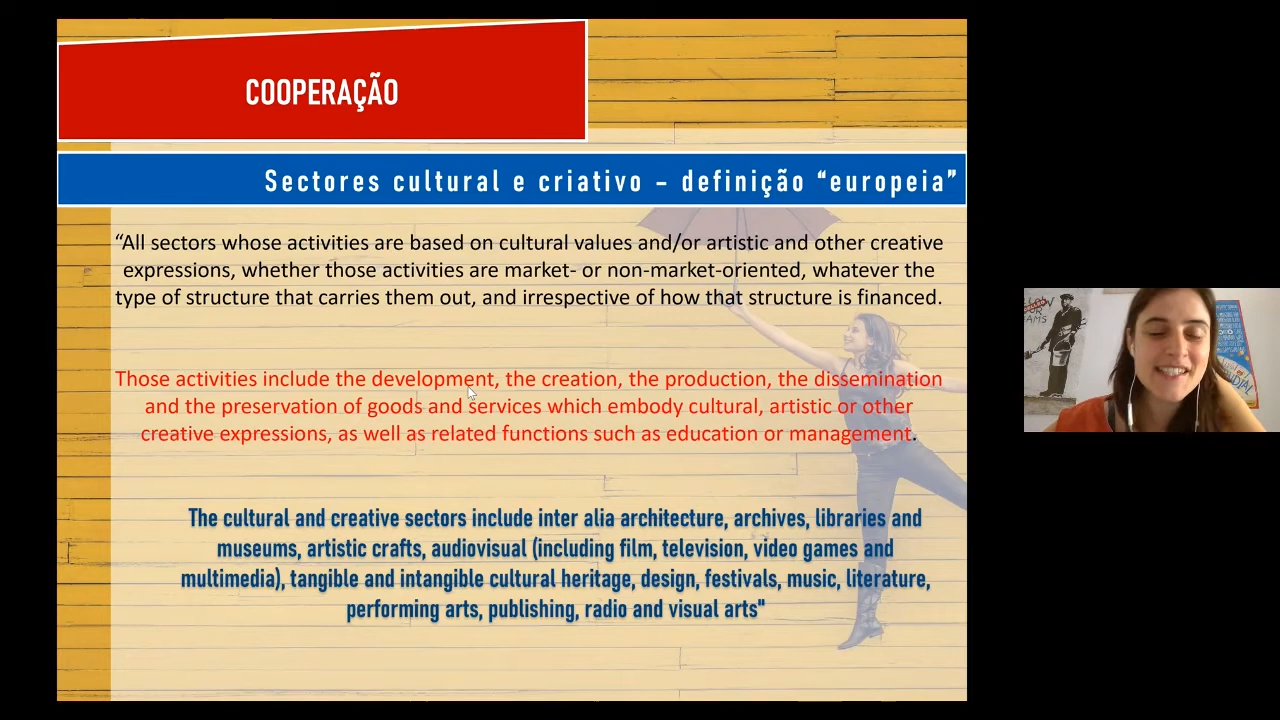 COOPERAÇÃO
Sectores cultural e criativo – definição “europeia”
“All sectors whose activities are based on cultural values and/or artistic and other creative
expressions, whether those activities are market- or non-market-oriented, whatever the
type of structure that carries them out, and irrespective of how that structure is financed.
Those activities include the development, the creation, the production, the dissemination
and the preservation of goods and services which embody cultural, artistic or other
creative expressions, as well as related functions such as education or management.
The cultural and creative sectors include inter alia architecture, archives, libraries and
museums, artistic crafts, audiovisual (including film, television, video games and
multimedia), tangible and intangible cultural heritage, design, festivals, music, literature,
performing arts, publishing, radio and visual arts"